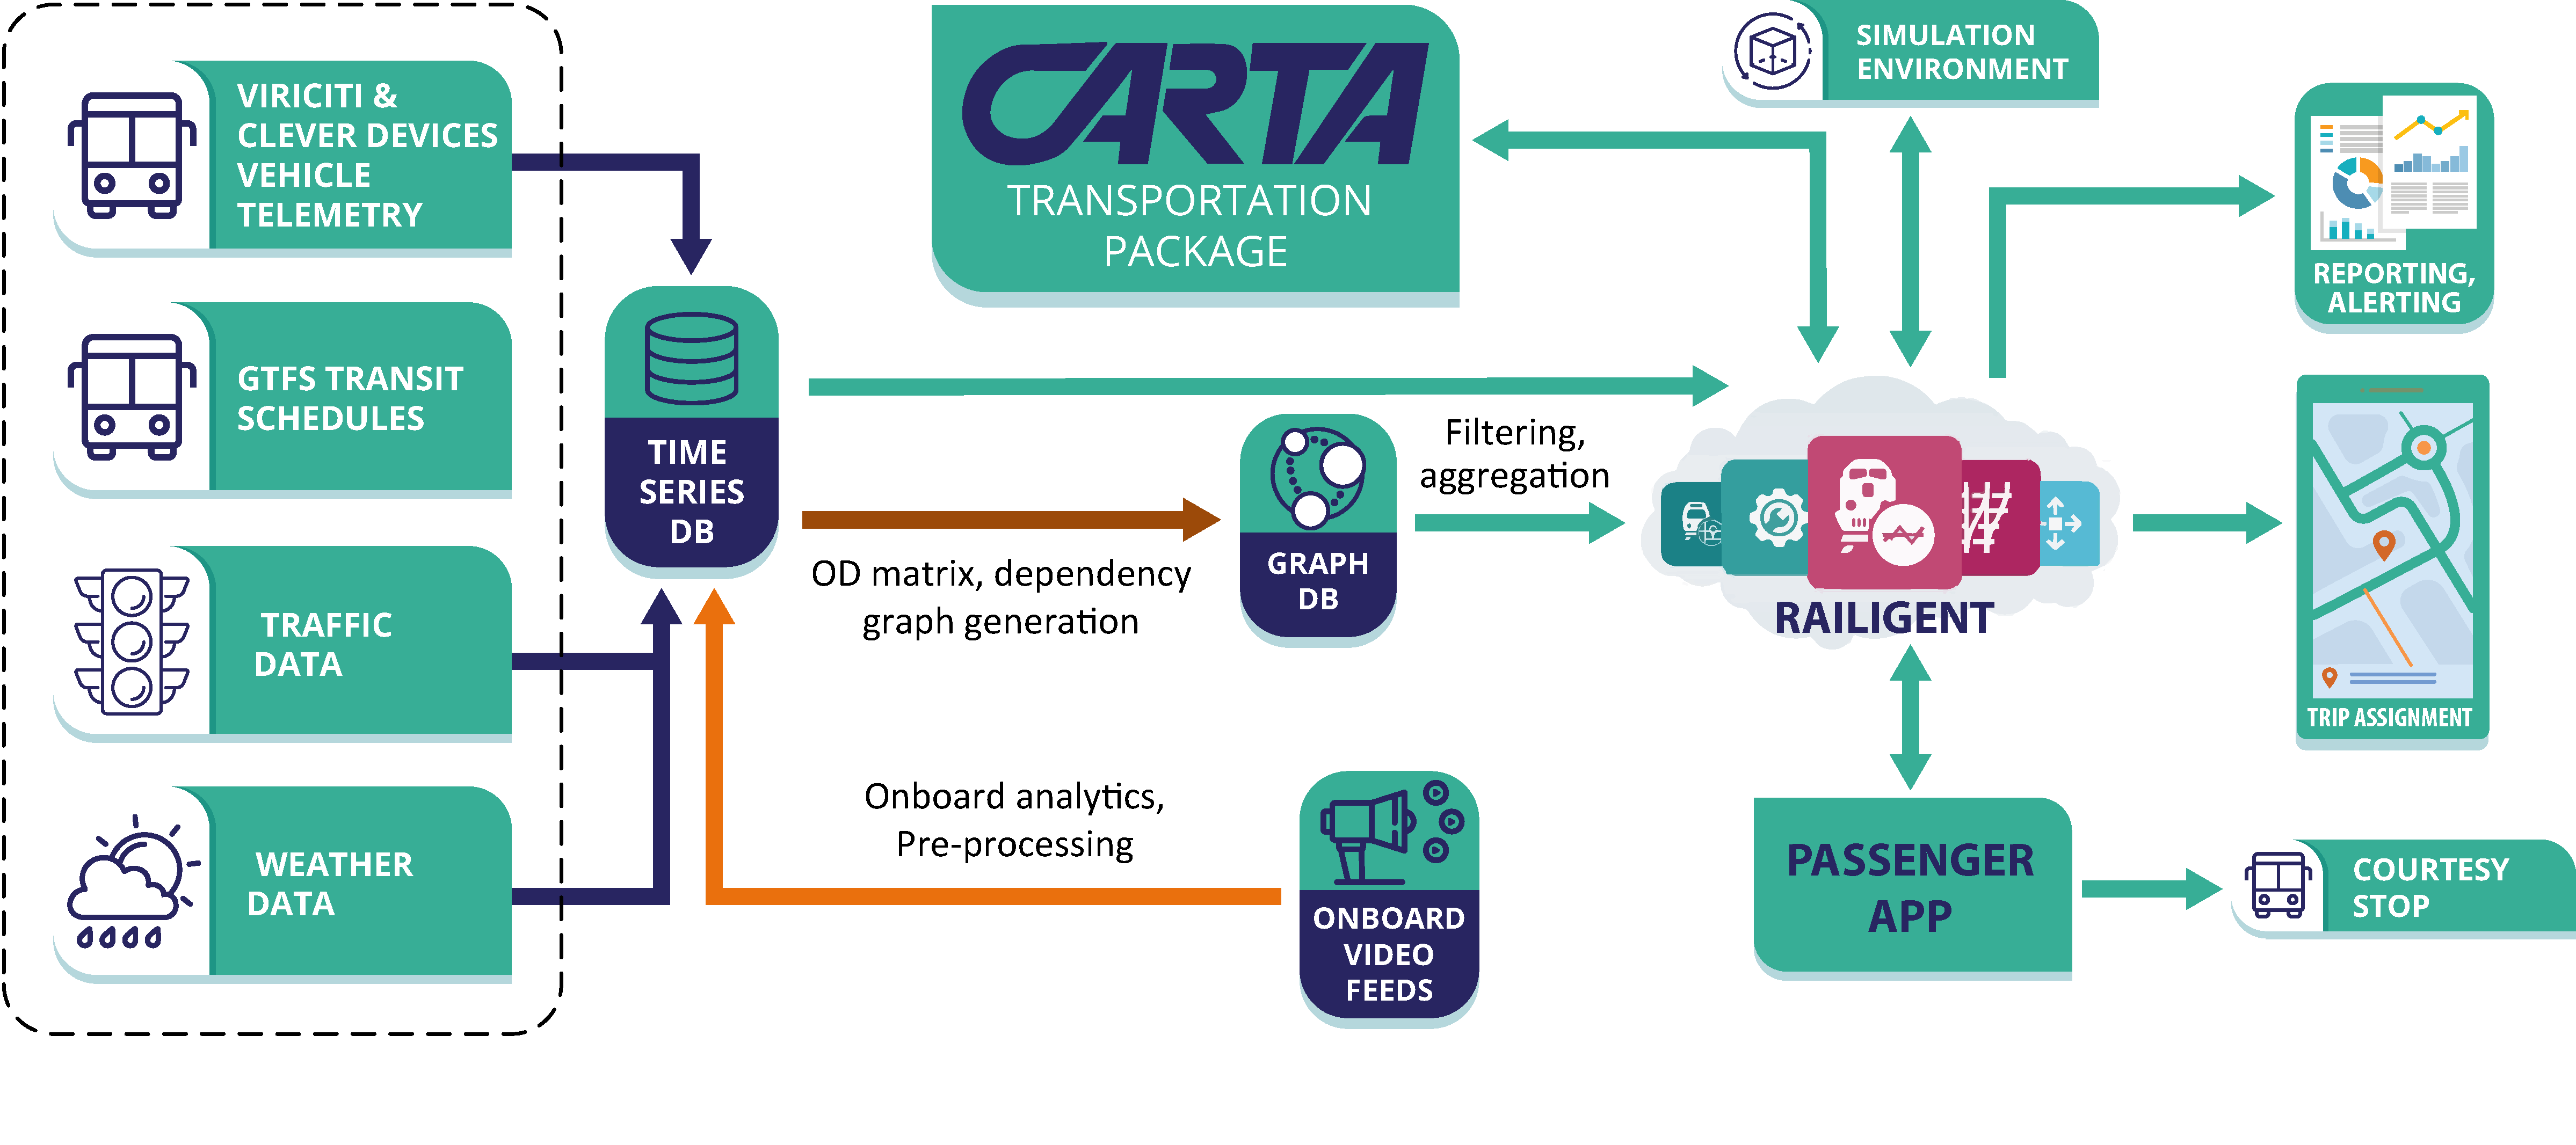 VIRICITI &
CLEVER DEVICES
VEHICLE
TELEMETRY
GTFS TRANSIT
SCHEDULES
TRAFFIC
DATA
WEATHER
DATA
TIME
SERIES
DB
CARTA
TRANSPORTATION
PACKAGE
OD matrix, dependency
graph generation
Onboard analytics,
Pre-processing
GRAPH
DB
Filtering,
aggregation
ONBOARD
VIDEO
FEEDS
SIMULATION
ENVIRONMENT
RAILIGENT
PASSENGER
APP
REPORTING,
ALERTING
TRIP ASSIGNMENT
COURTESY
STOP